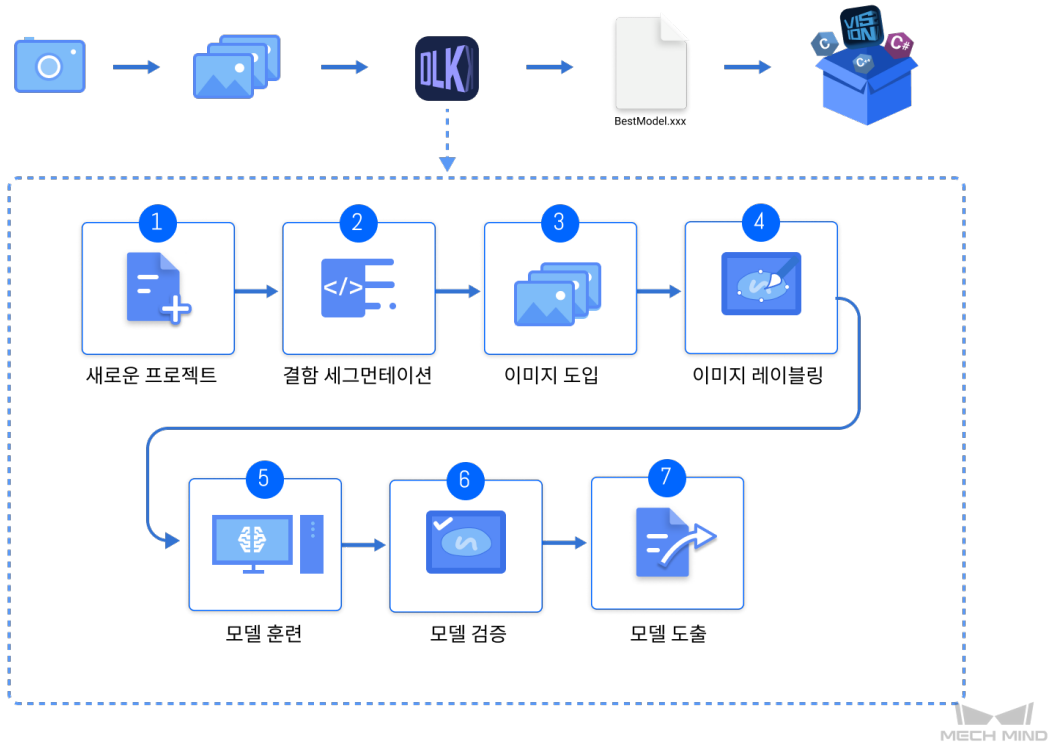 DLK
BestModel.xxx
VIS
ION
C
C#
C++
1
2
3
4
</>
새로운 프로젝트
결함 세그먼테이션
이미지 도입
이미지 레이블링
5
6
7
모델 훈련
모델 검증
모델 도출
MECH MIND